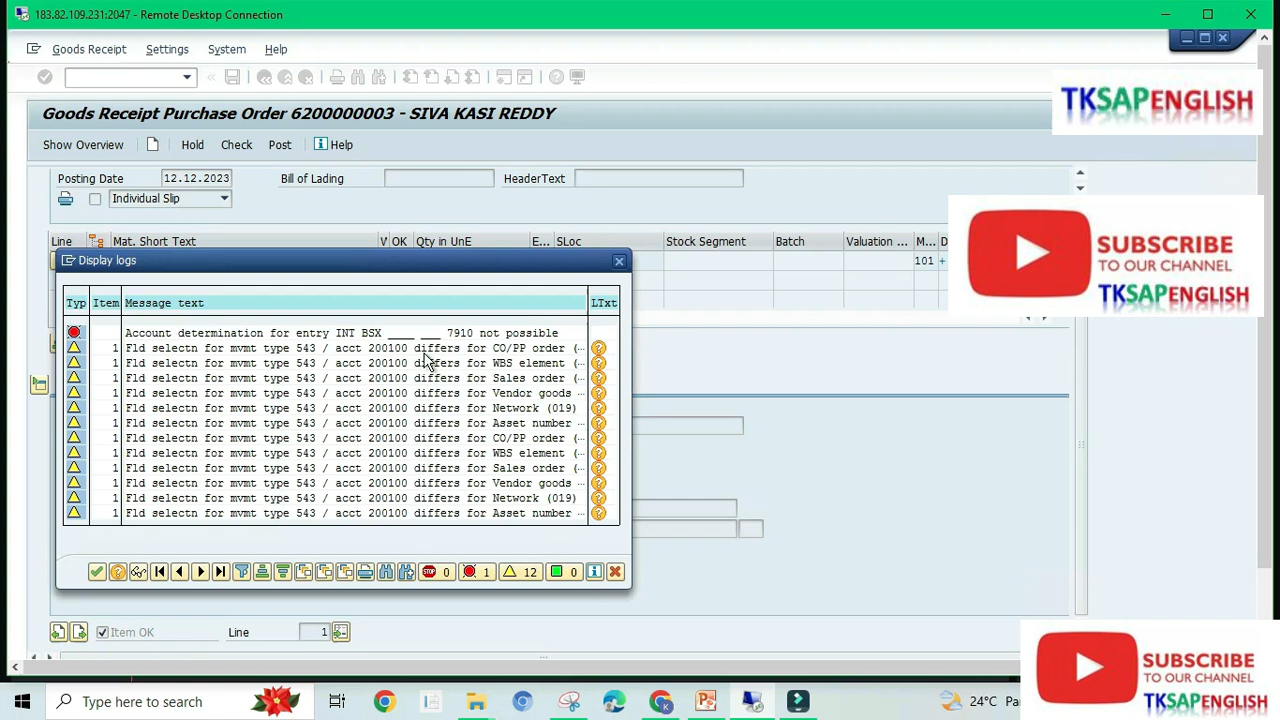 183.82.109.231:2047 - Remote Desktop Connection
Goods Receipt Settings System Help
Goods Receipt Purchase Order 6200000003 - SIVA KASI REDDY
TKSAPENGLISH
Show Overview Hold Check Post Help
Posting Date 12.12.2023 Bill of Lading HeaderText
Individual Slip
Line Mat. Short Text V OK Qty in UnE E... SLoc Stock Segment Batch Valuation ... M... D
101 +
SUBSCRIBE
TO OUR CHANNEL
TKSAPENGLISH
Display logs
Typ Item Message text LTxt
Account determination for entry INT BSX ____ ___ 7910 not possible
1 Fld selectn for mvmt type 543 / acct 200100 differs for CO/PP order (...
1 Fld selectn for mvmt type 543 / acct 200100 differs for WBS element (...
1 Fld selectn for mvmt type 543 / acct 200100 differs for Sales order (...
1 Fld selectn for mvmt type 543 / acct 200100 differs for Vendor goods ...
1 Fld selectn for mvmt type 543 / acct 200100 differs for Network (019)
1 Fld selectn for mvmt type 543 / acct 200100 differs for Asset number ...
1 Fld selectn for mvmt type 543 / acct 200100 differs for CO/PP order (...
1 Fld selectn for mvmt type 543 / acct 200100 differs for WBS element (...
1 Fld selectn for mvmt type 543 / acct 200100 differs for Sales order (...
1 Fld selectn for mvmt type 543 / acct 200100 differs for Vendor goods ...
1 Fld selectn for mvmt type 543 / acct 200100 differs for Network (019)
1 Fld selectn for mvmt type 543 / acct 200100 differs for Asset number ...
STOP 0 1 12 0
Item OK Line 1
SUBSCRIBE
TO OUR CHANNEL
TKSAPENGLISH
Type here to search 24°C